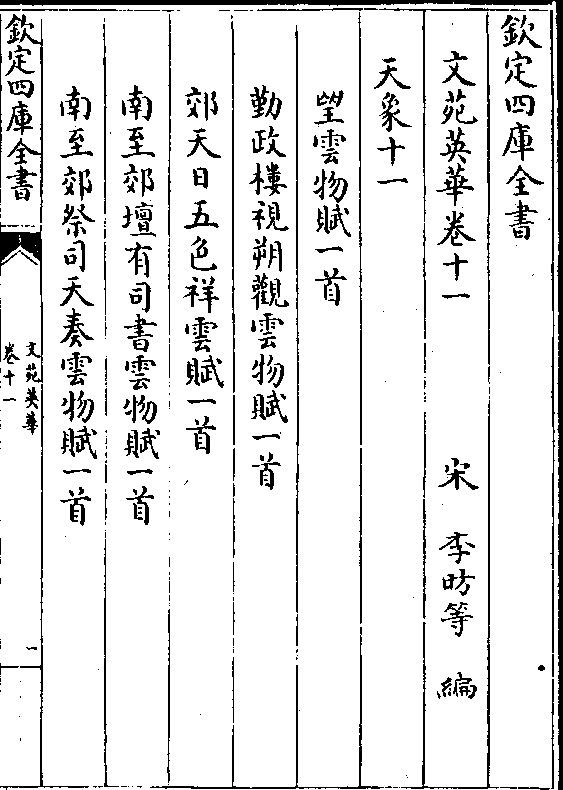 欽定四庫全書
文苑英華卷十一 宋 李昉等 編
天象十一
望雲物賦一首
勤政樓視朔觀雲物賦一首
郊天日五色祥雲賦一首
南至郊壇有司書雲物賦一首
南至郊祭司天奏雲物賦一首
欽定四庫全書
文苑英華
卷十一
一